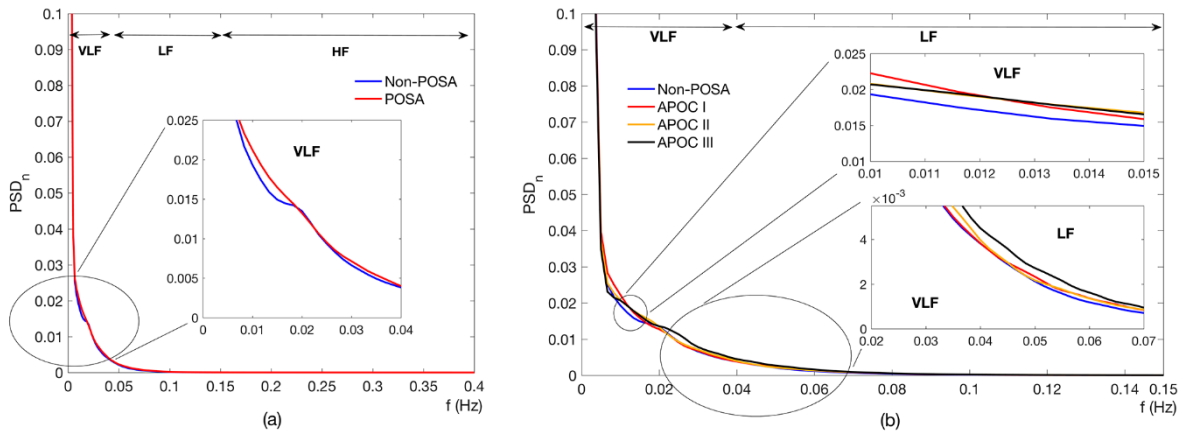 0.1
0.09
0.08
0.07
0.06
0.05
0.04
0.03
0.02
0.01
0
PSDn
VLF LF HF
Non-POSA
POSA
0.025
0.02
0.015
0.01
0.005
0
VLF
0.01 0.02 0.03 0.04
0 0.05 0.1 0.15 0.2 0.25 0.3 0.35 0.4
f (Hz)
(a)
0.1
0.09
0.08
0.07
0.06
0.05
0.04
0.03
0.02
0.01
0
PSDn
VLF LF
Non-POSA
APOC I
APOC II
APOC III
0.025
0.02
0.015
0.01
VLF
0.01 0.011 0.012 0.013 0.014 0.015
×10-3
4
2
0
LF
VLF
0.02 0.03 0.04 0.05 0.06 0.07
0 0.02 0.04 0.06 0.08 0.1 0.12 0.14 0.15
f (Hz)
(b)